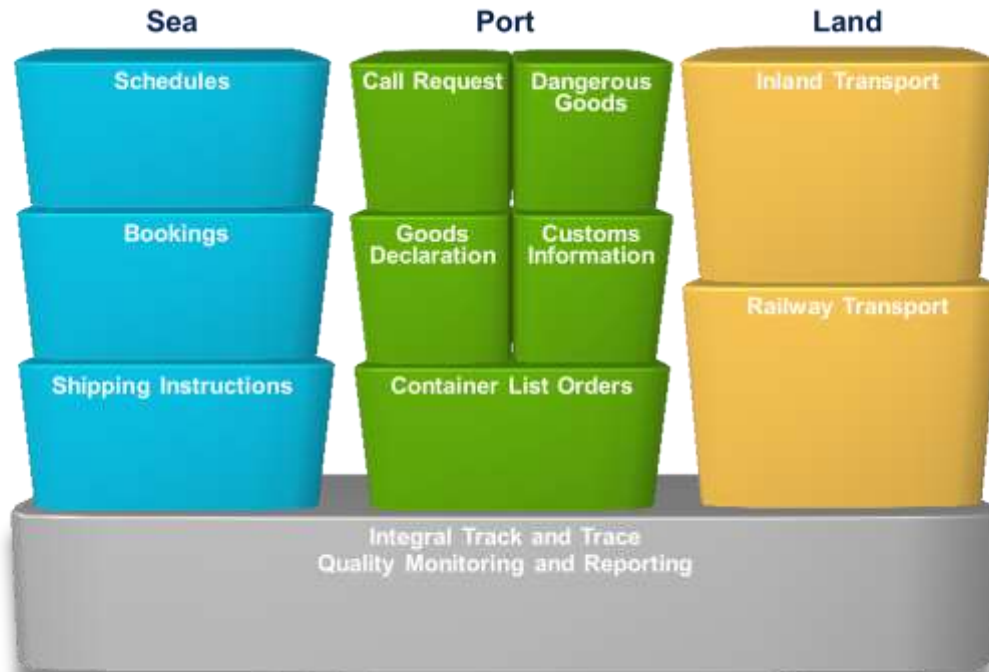 Sea
Schedules
Bookings
Shipping Instructions
Port
Call Request
Dangerous
Goods
Goods
Declaration
Customs
Information
Container List Orders
Land
Inland Transport
Railway Transport
Integral Track and Trace
Quality Monitoring and Reporting